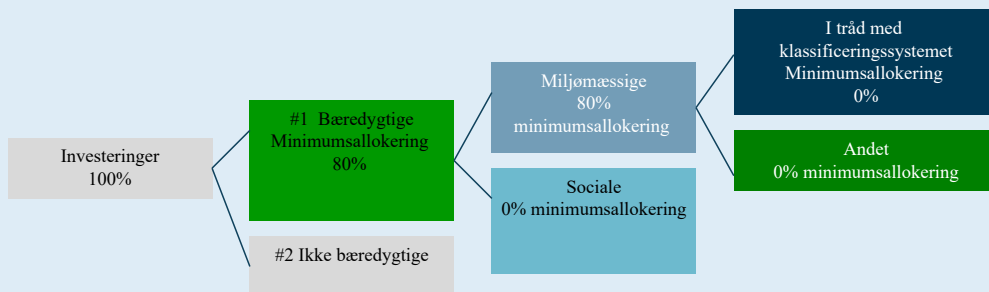 Investeringer
100%
#1 Bæredygtige
Minimumsallokering
80%
#2 Ikke bæredygtige
Miljømæssige
80%
minimumsallokering
Sociale
0% minimumsallokering
I tråd med
klassificeringssystemet
Minimumsallokering
0%
Andet
0% minimumsallokering